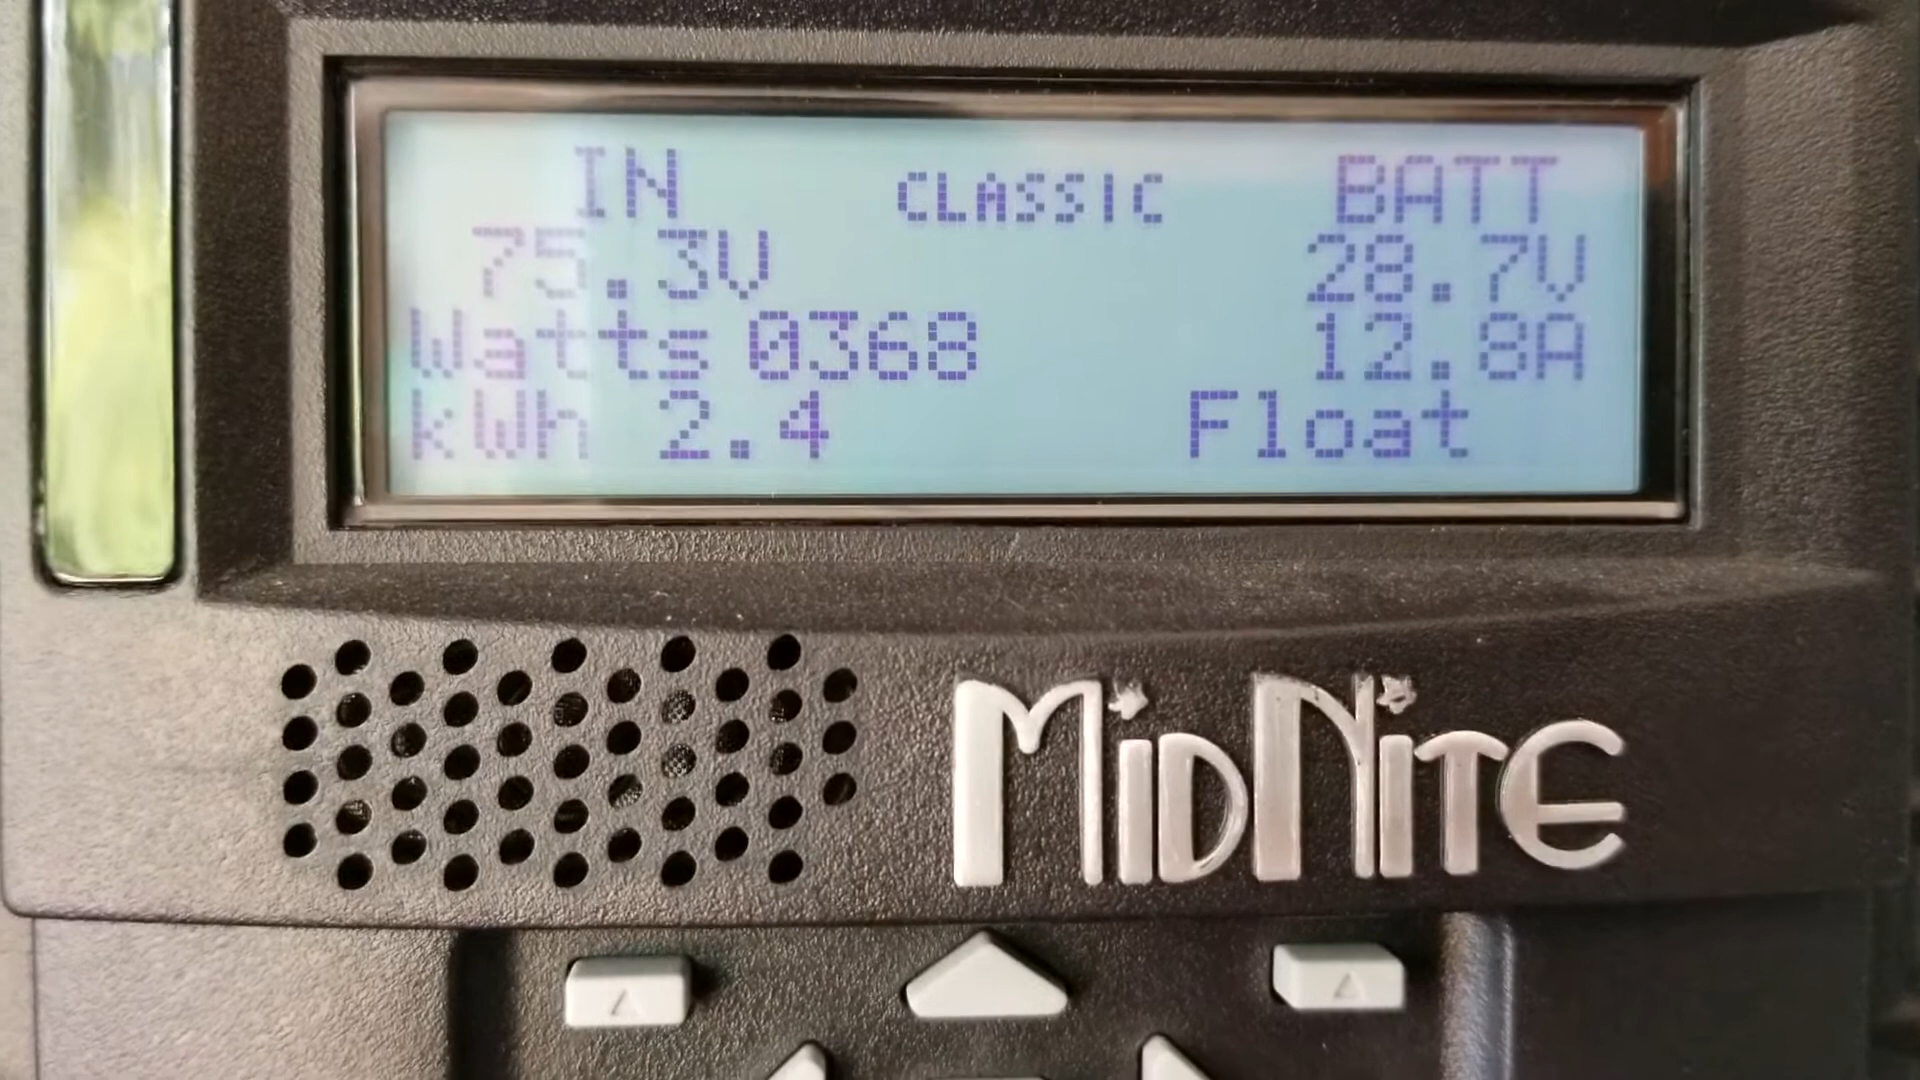 IN CLASSIC BATT
75.3V 28.7V
Watts 0368 12.8A
kWh 2.4 Float
MIDNITE